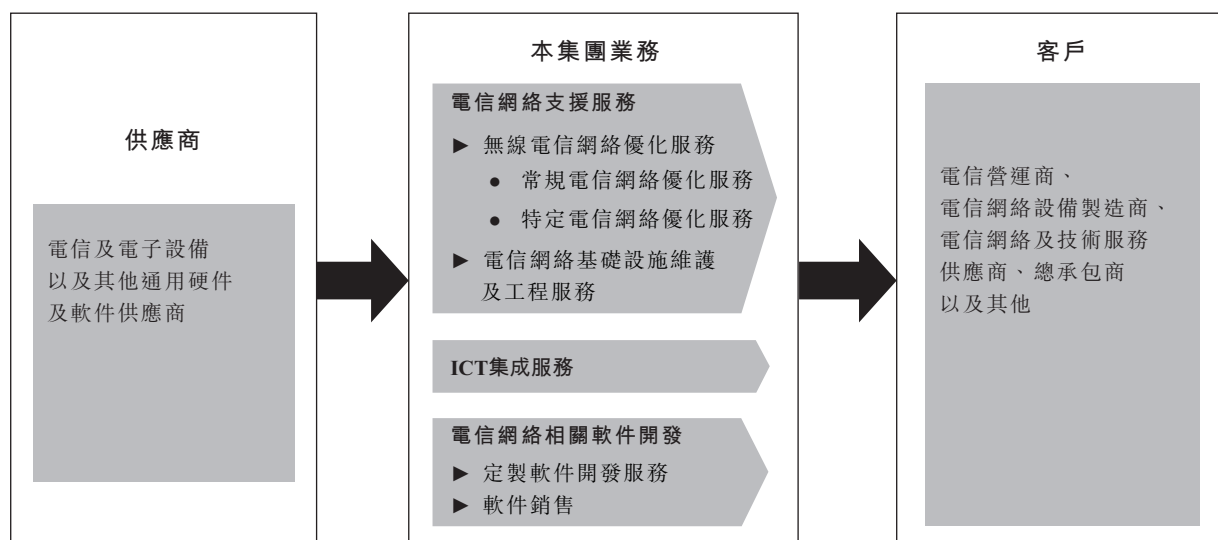 供應商
電信及電子設備
以及其他通用硬件
及軟件供應商
本集團業務
電信網絡支援服務
► 無線電信網絡優化服務
● 常規電信網絡優化服務
● 特定電信網絡優化服務
► 電信網絡基礎設施維護
及工程服務
ICT集成服務
電信網絡相關軟件開發
► 定製軟件開發服務
► 軟件銷售
客戶
電信營運商、
電信網絡設備製造商、
電信網絡及技術服務
供應商、總承包商
以及其他